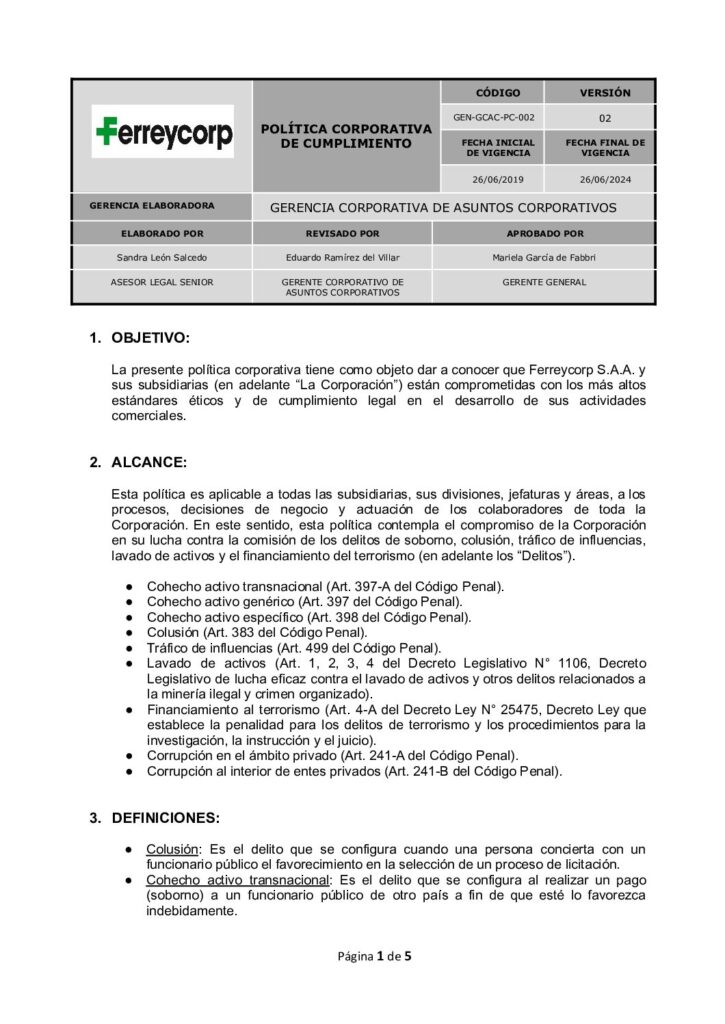 Ferreycorp
POLÍTICA CORPORATIVA
DE CUMPLIMIENTO
CÓDIGO
VERSIÓN
GEN-GCAC-PC-002
02
FECHA INICIAL
DE VIGENCIA
FECHA FINAL DE
VIGENCIA
26/06/2019
26/06/2024
GERENCIA ELABORADORA
GERENCIA CORPORATIVA DE ASUNTOS CORPORATIVOS
ELABORADO POR
REVISADO POR
APROBADO POR
Sandra León Salcedo
Eduardo Ramírez del Villar
Mariela García de Fabbri
ASESOR LEGAL SENIOR
GERENTE CORPORATIVO DE
ASUNTOS CORPORATIVOS
GERENTE GENERAL
1. OBJETIVO:
La presente política corporativa tiene como objeto dar a conocer que Ferreycorp S.A.A. y
sus subsidiarias (en adelante “La Corporación”) están comprometidas con los más altos
estándares éticos y de cumplimiento legal en el desarrollo de sus actividades
comerciales.
2. ALCANCE:
Esta política es aplicable a todas las subsidiarias, sus divisiones, jefaturas y áreas, a los
procesos, decisiones de negocio y actuación de los colaboradores de toda la
Corporación. En este sentido, esta política contempla el compromiso de la Corporación
en su lucha contra la comisión de los delitos de soborno, colusión, tráfico de influencias,
lavado de activos y el financiamiento del terrorismo (en adelante los “Delitos”).
● Cohecho activo transnacional (Art. 397-A del Código Penal).
● Cohecho activo genérico (Art. 397 del Código Penal).
● Cohecho activo específico (Art. 398 del Código Penal).
● Colusión (Art. 383 del Código Penal).
● Tráfico de influencias (Art. 499 del Código Penal).
● Lavado de activos (Art. 1, 2, 3, 4 del Decreto Legislativo N° 1106, Decreto
Legislativo de lucha eficaz contra el lavado de activos y otros delitos relacionados a
la minería ilegal y crimen organizado).
● Financiamiento al terrorismo (Art. 4-A del Decreto Ley N° 25475, Decreto Ley que
establece la penalidad para los delitos de terrorismo y los procedimientos para la
investigación, la instrucción y el juicio).
● Corrupción en el ámbito privado (Art. 241-A del Código Penal).
● Corrupción al interior de entes privados (Art. 241-B del Código Penal).
3. DEFINICIONES:
● Colusión: Es el delito que se configura cuando una persona concierta con un
funcionario público el favorecimiento en la selección de un proceso de licitación.
● Cohecho activo transnacional: Es el delito que se configura al realizar un pago
(soborno) a un funcionario público de otro país a fin de que esté lo favorezca
indebidamente.
Página 1 de 5